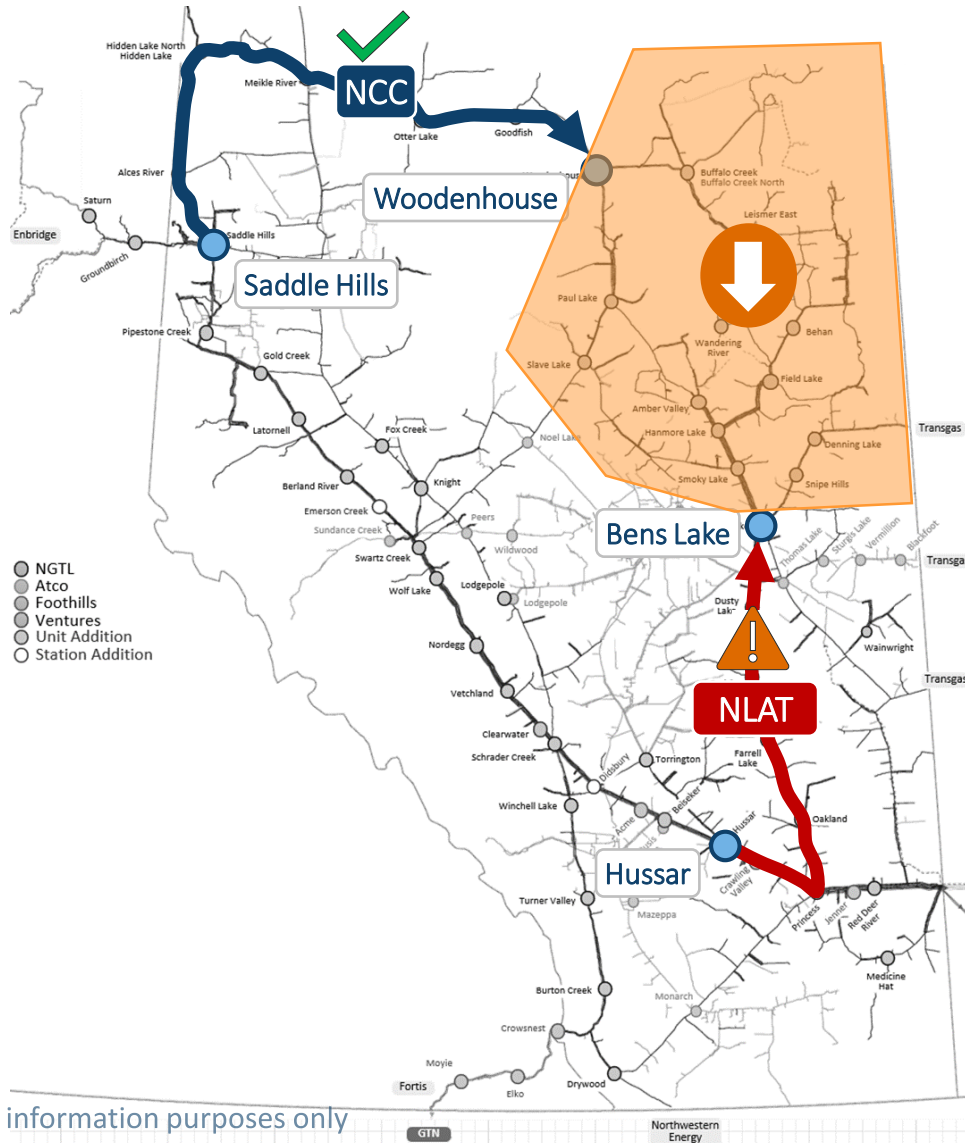 Hidden Lake North
Hidden Lake
Meikle River
NCC
Otter Lake
Goodfish
Alces River
Woodenhouse
Buffalo Creek
Buffalo Creek North
Leismer East
Saturn
Enbridge
Groundbirch
Saddle Hills
Saddle Hills
Paul Lake
Pipestone Creek
Wandering
River
Behan
Gold Creek
Slave Lake
Field Lake
Amber Valley
Latornell
Fox Creek
Noel Lake
Hanmore Lake
Denning Lake
Transgas
Berland River
Knight
Smoky Lake
Snipe Hills
Emerson Creek
Sundance Creek
Peers
Wildwood
Bens Lake
Swartz Creek
Thomas Lake
Sturgis Lake
Vermillion
Blackfoot
Transga
NGTL
Atco
Foothills
Ventures
Unit Addition
Station Addition
Wolf Lake
Lodgepole
Lodgepole
Dusty
Wainwright
Nordegg
Transgas
Vetchland
NLAT
Clearwater
Schrader Creek
Farrell
Lake
Torrington
Didsbury
Winchell Lake
Acme
Beiseker
Hussar
Oakland
Hussar
Crawling
Valley
Turner Valley
Mazeppa
Princess
Jenner
Red Deer
River
Medicine
Hat
Burton Creek
Monarch
Crowsnest
Moyie
Fortis
Elko
Drywood
information purposes only
GTN
Northwestern
Energy